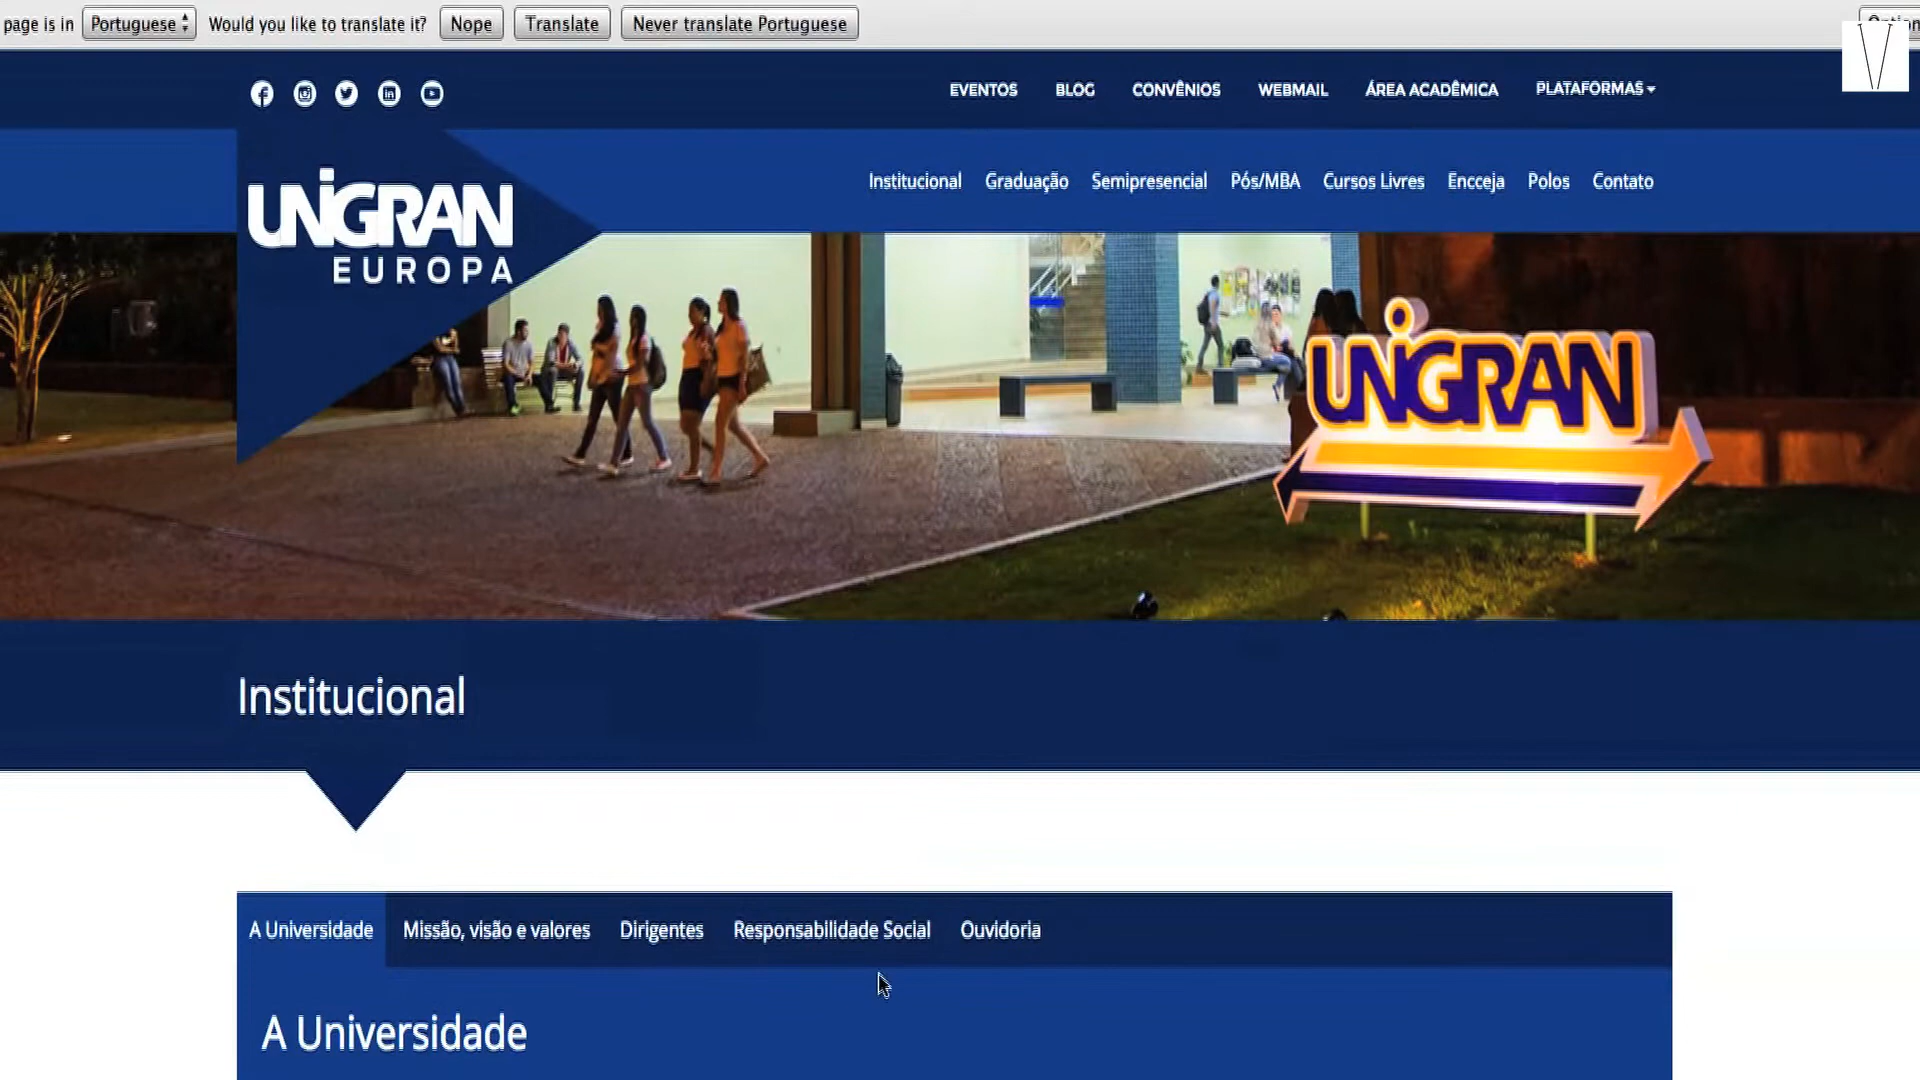 page is in Portuguese Would you like to translate it? Nope Translate Never translate Portuguese
EVENTOS BLOG CONVÊNIOS WEBMAIL ÁREA ACADÊMICA PLATAFORMAS
Institucional Graduação Semipresencial Pós/MBA Cursos Livres Encceja Polos Contato
UNiGRAN
EUROPA
UNiGRAN
Institucional
A Universidade Missão, visão e valores Dirigentes Responsabilidade Social Ouvidoria
A Universidade